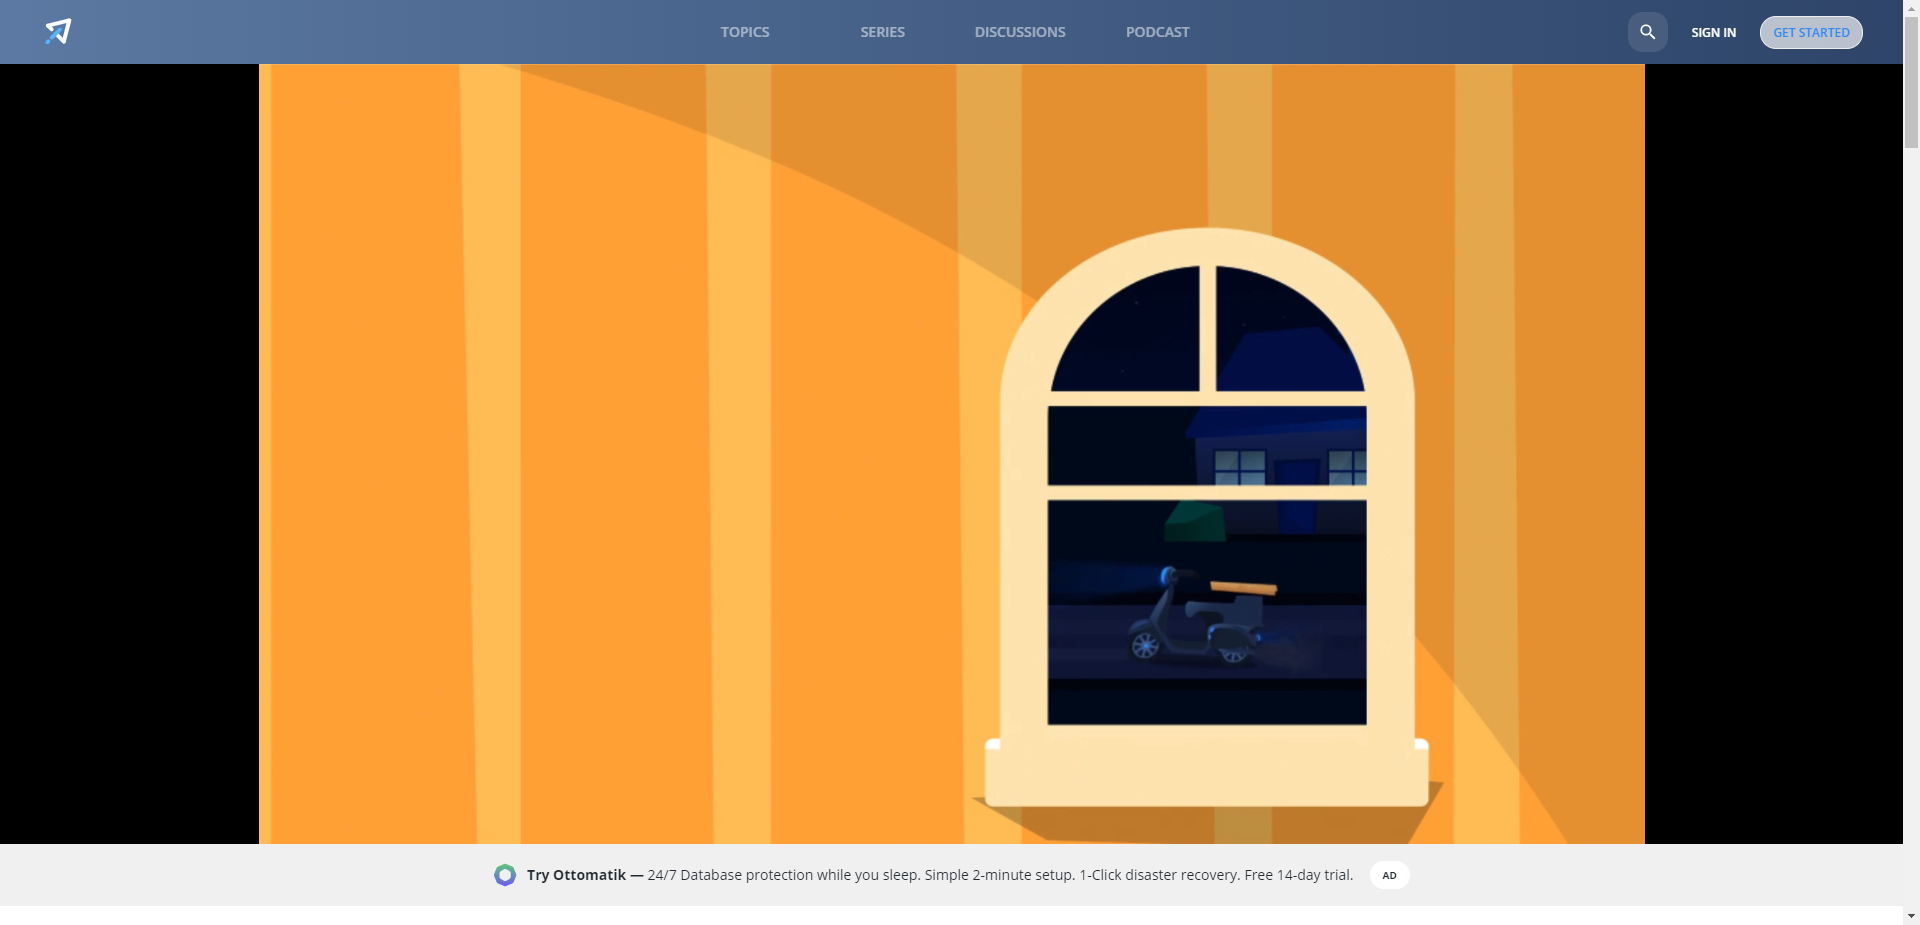 TOPICS SERIES DISCUSSIONS PODCAST SIGN IN GET STARTED
Try Ottomatik — 24/7 Database protection while you sleep. Simple 2-minute setup. 1-Click disaster recovery. Free 14-day trial. AD